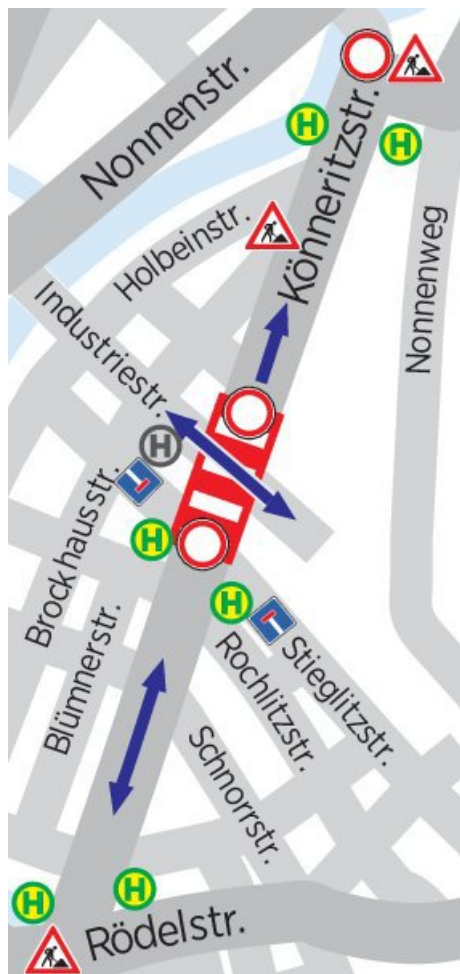 Nonnenstr.
Könneritzstr.
H
H
Holbeinstr.
Nonnenweg
Industriestr.
H
Brockhausstr.
H
H
Stieglitzstr.
Rochlitzstr.
Blümnerstr.
Schnorrstr.
H
H
Rödelstr.